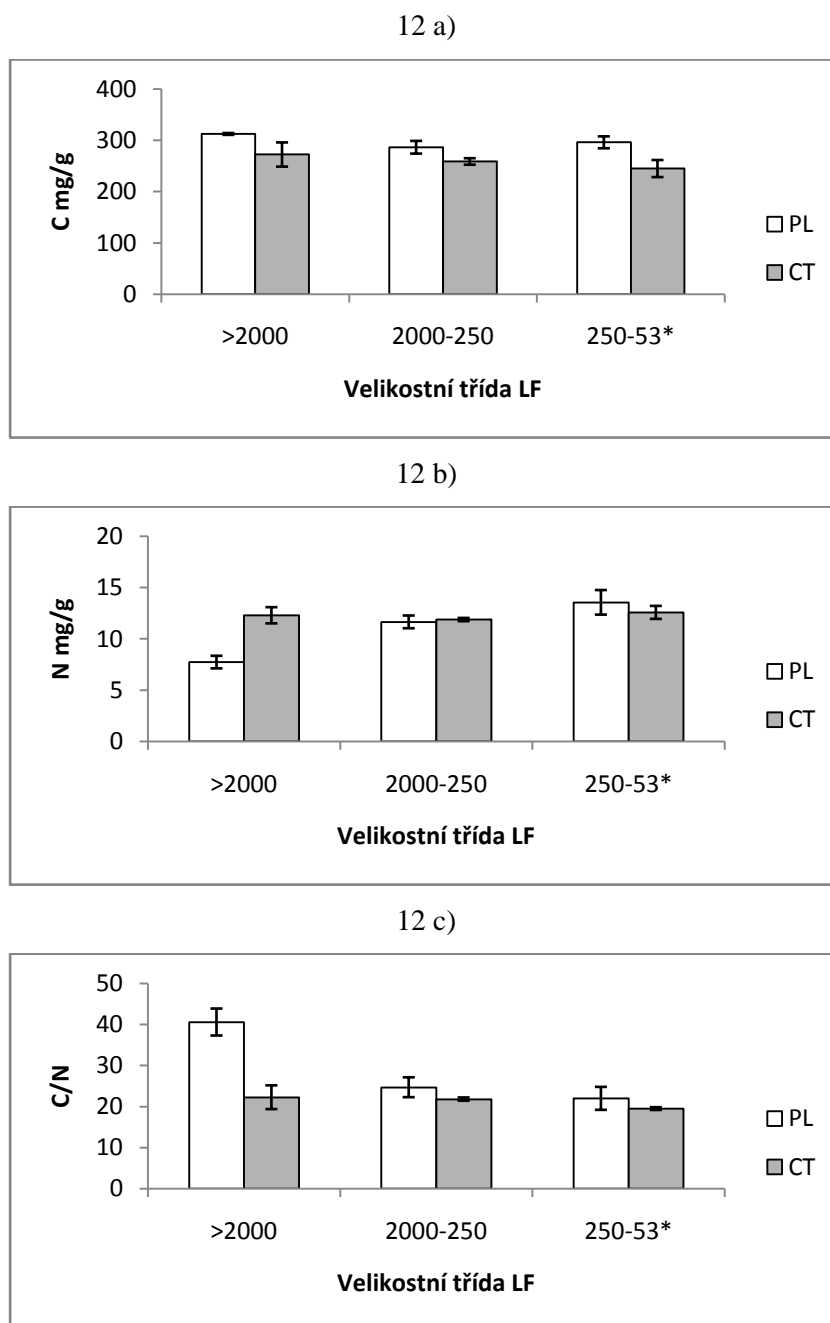 12 a)
400
300
200
100
0
C mg/g
>2000 2000-250 250-53*
Velikostní třída LF
PL
CT
12 b)
20
15
10
5
0
N mg/g
>2000 2000-250 250-53*
Velikostní třída LF
PL
CT
12 c)
50
40
30
20
10
0
C/N
>2000 2000-250 250-53*
Velikostní třída LF
PL
CT